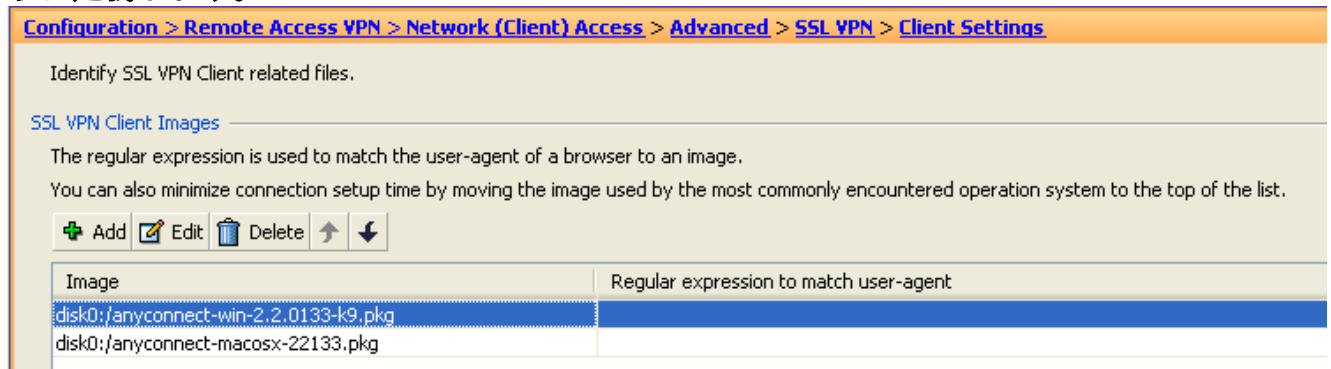 Configuration > Remote Access VPN > Network (Client) Access > Advanced > SSL VPN > Client Settings
Identify SSL VPN Client related files.
SSL VPN Client Images
The regular expression is used to match the user-agent of a browser to an image.
You can also minimize connection setup time by moving the image used by the most commonly encountered operation system to the top of the list.
Add Edit Delete
Image Regular expression to match user-agent
disk0:/anyconnect-win-2.2.0133-k9.pkg
disk0:/anyconnect-macosx-22133.pkg